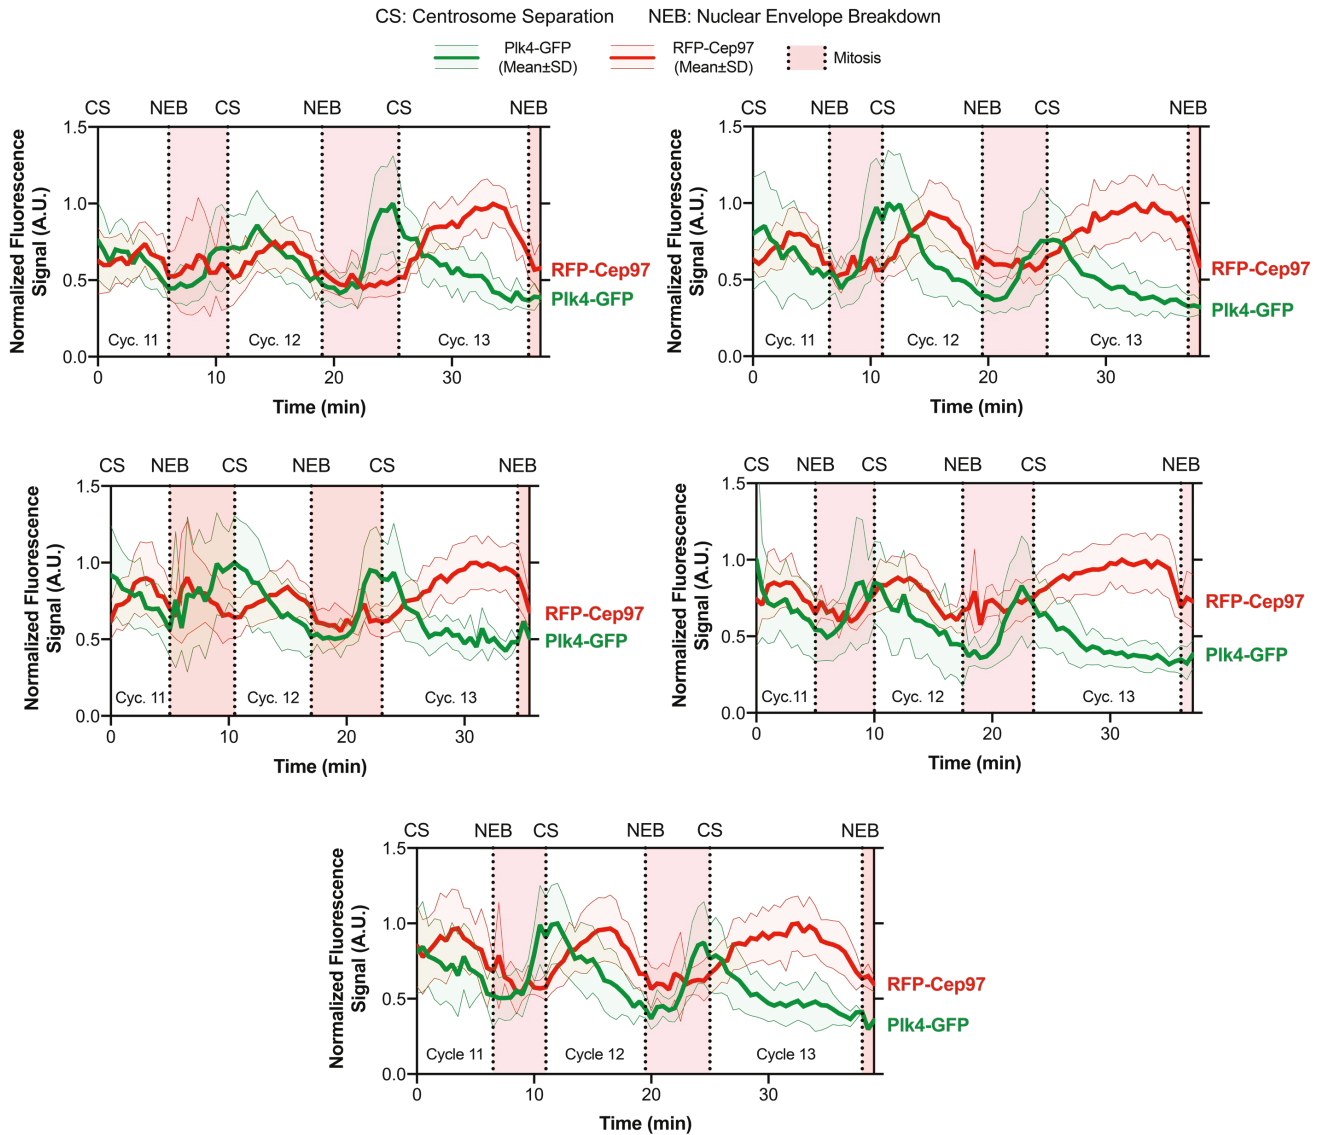 CS: Centrosome Separation NEB: Nuclear Envelope Breakdown
Plk4-GFP
(Mean±SD)
RFP-Cep97
(Mean±SD)
Mitosis
CS NEB CS NEB CS NEB
Normalized Fluorescence
Signal (A.U.)
1.5
1.0
0.5
0.0
Cyc. 11 Cyc. 12 Cyc. 13
RFP-Cep97
Plk4-GFP
0 10 20 30
Time (min)
CS NEB CS NEB CS NEB
Normalized Fluorescence
Signal (A.U.)
1.5
1.0
0.5
0.0
Cyc. 11 Cyc. 12 Cyc. 13
RFP-Cep97
Plk4-GFP
0 10 20 30
Time (min)
CS NEB CS NEB CS NEB
Normalized Fluorescence
Signal (A.U.)
1.5
1.0
0.5
0.0
Cyc. 11 Cyc. 12 Cyc. 13
RFP-Cep97
Plk4-GFP
0 10 20 30
Time (min)
CS NEB CS NEB CS NEB
Normalized Fluorescence
Signal (A.U.)
1.5
1.0
0.5
0.0
Cyc. 11 Cyc. 12 Cyc. 13
RFP-Cep97
Plk4-GFP
0 10 20 30
Time (min)
CS NEB CS NEB CS NEB
Normalized Fluorescence
Signal (A.U.)
1.5
1.0
0.5
0.0
Cycle 11 Cycle 12 Cycle 13
RFP-Cep97
Plk4-GFP
0 10 20 30
Time (min)